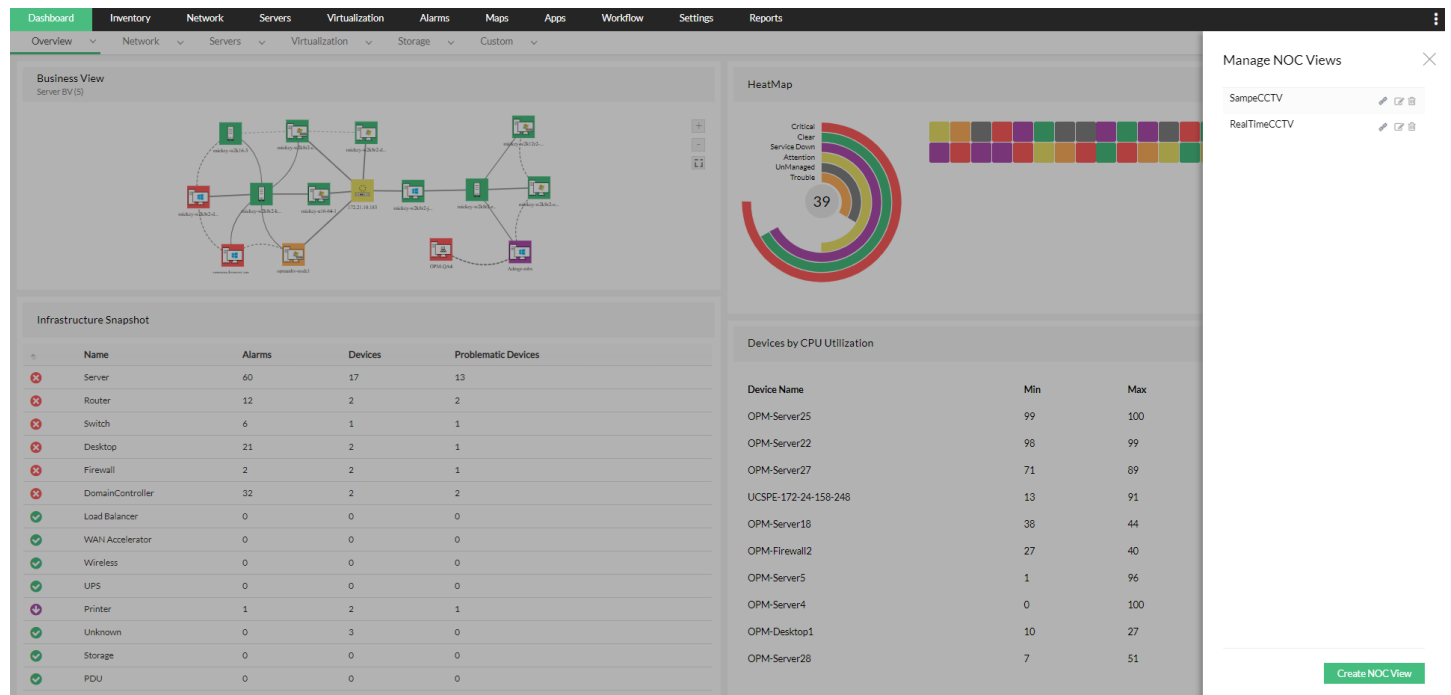 Dashboard Inventory Network Servers Virtualization Alarms Maps Apps Workflow Settings Reports
Overview Network Servers Virtualization Storage Custom
Business View
Server BV (S)
172.21.10.105
HeatMap
Critical
Clear
Service Down
Attention
UnManaged
Trouble
39
Infrastructure Snapshot
Name Alarms Devices Problematic Devices
Server 60 17 13
Router 12 2 2
Switch 6 1 1
Desktop 21 2 1
Firewall 2 2 1
DomainController 32 2 2
Load Balancer 0 0 0
WAN Accelerator 0 0 0
Wireless 0 0 0
UPS 0 0 0
Printer 1 2 1
Unknown 0 3 0
Storage 0 0 0
PDU 0 0 0
Devices by CPU Utilization
Device Name Min Max
OPM-Server25 99 100
OPM-Server22 98 99
OPM-Server27 71 89
UCSPE-172-24-158-248 13 91
OPM-Server18 38 44
OPM-Firewall2 27 40
OPM-Server5 1 96
OPM-Server4 0 100
OPM-Desktop1 10 27
OPM-Server28 7 51
Manage NOC Views
SampeCCTV
RealTimeCCTV
Create NOC View